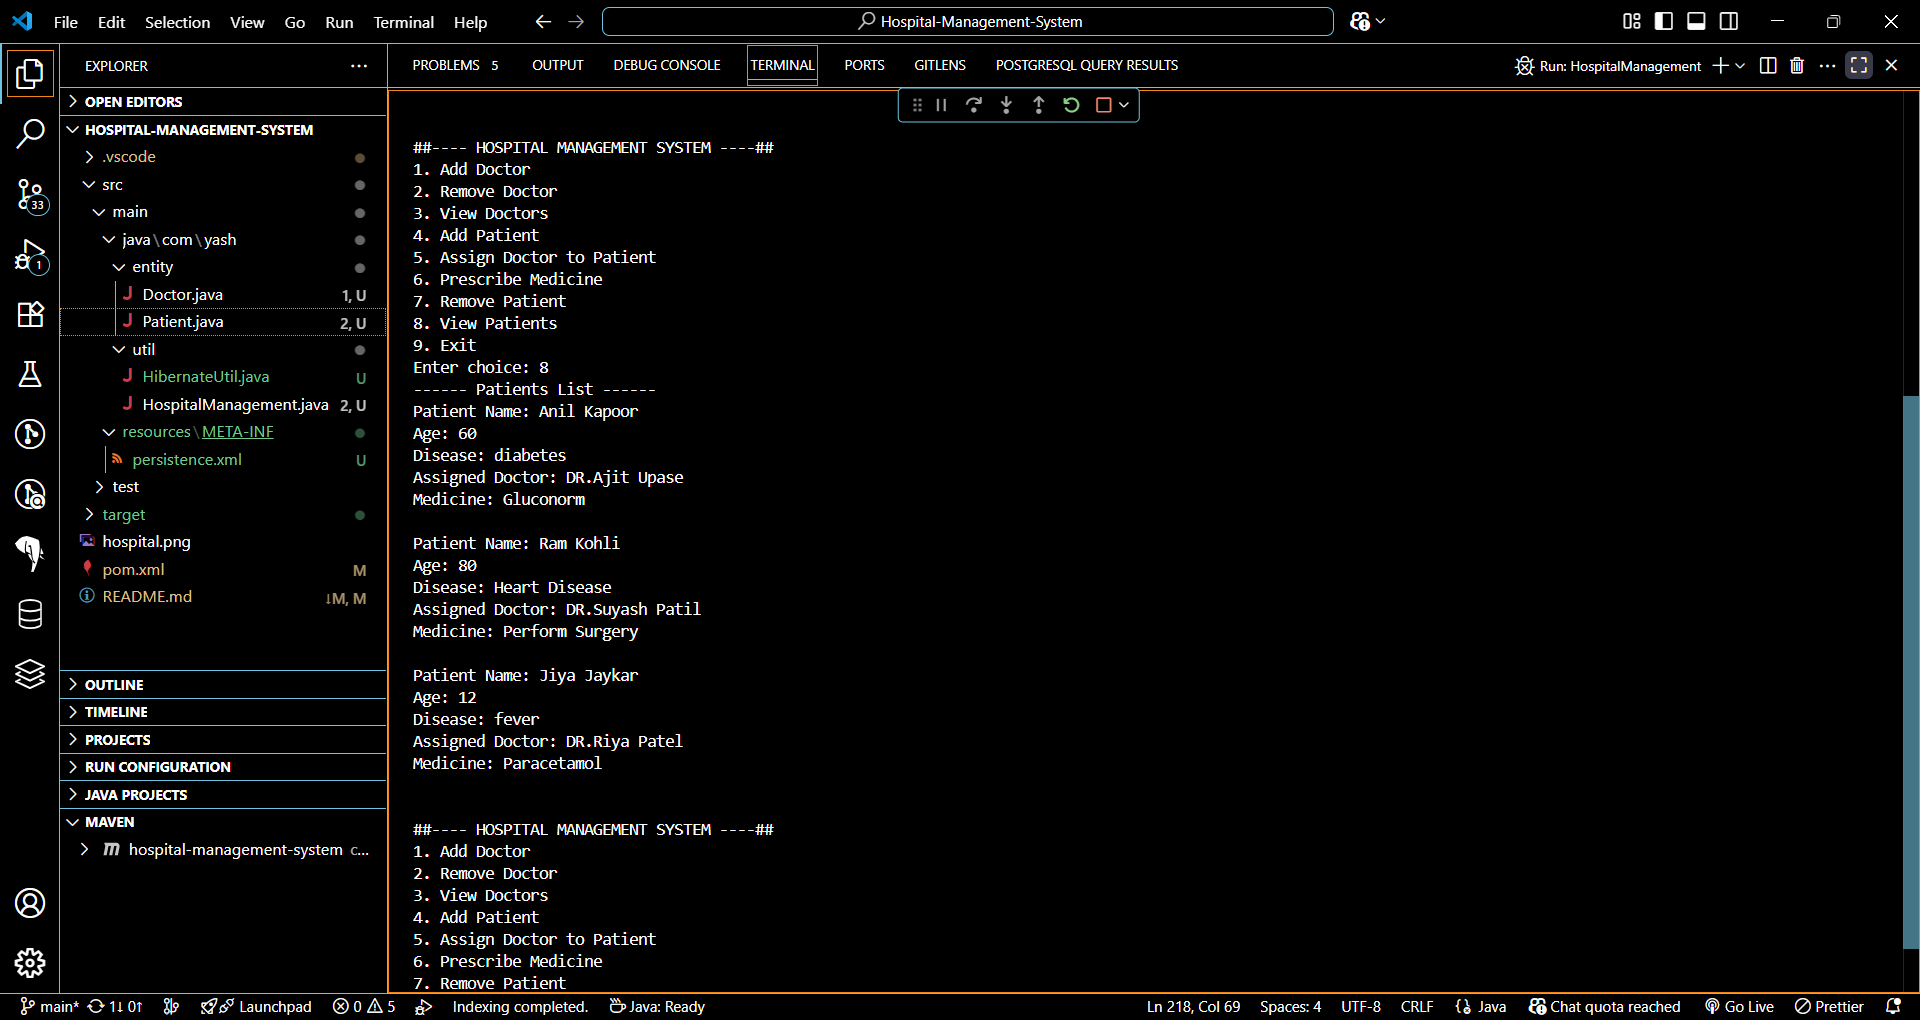 File Edit Selection View Go Run Terminal Help
Hospital-Management-System
EXPLORER
OPEN EDITORS
HOSPITAL-MANAGEMENT-SYSTEM
.vscode
src
main
java\com\yash
entity
Doctor.java 1, U
Patient.java 2, U
util
HibernateUtil.java U
HospitalManagement.java 2, U
resources\META-INF
persistence.xml U
test
target
hospital.png
pom.xml M
README.md ↓M, M
OUTLINE
TIMELINE
PROJECTS
RUN CONFIGURATION
JAVA PROJECTS
MAVEN
hospital-management-system c...
33
1
PROBLEMS 5 OUTPUT DEBUG CONSOLE TERMINAL PORTS GITLENS POSTGRESQL QUERY RESULTS
Run: HospitalManagement
##---- HOSPITAL MANAGEMENT SYSTEM ----##
1. Add Doctor
2. Remove Doctor
3. View Doctors
4. Add Patient
5. Assign Doctor to Patient
6. Prescribe Medicine
7. Remove Patient
8. View Patients
9. Exit
Enter choice: 8
------ Patients List ------
Patient Name: Anil Kapoor
Age: 60
Disease: diabetes
Assigned Doctor: DR.Ajit Upase
Medicine: Gluconorm
Patient Name: Ram Kohli
Age: 80
Disease: Heart Disease
Assigned Doctor: DR.Suyash Patil
Medicine: Perform Surgery
Patient Name: Jiya Jaykar
Age: 12
Disease: fever
Assigned Doctor: DR.Riya Patel
Medicine: Paracetamol
##---- HOSPITAL MANAGEMENT SYSTEM ----##
1. Add Doctor
2. Remove Doctor
3. View Doctors
4. Add Patient
5. Assign Doctor to Patient
6. Prescribe Medicine
7. Remove Patient
main* 1↓ 0↑ Launchpad 0 5 Indexing completed. Java: Ready Ln 218, Col 69 Spaces: 4 UTF-8 CRLF {} Java Chat quota reached Go Live Prettier